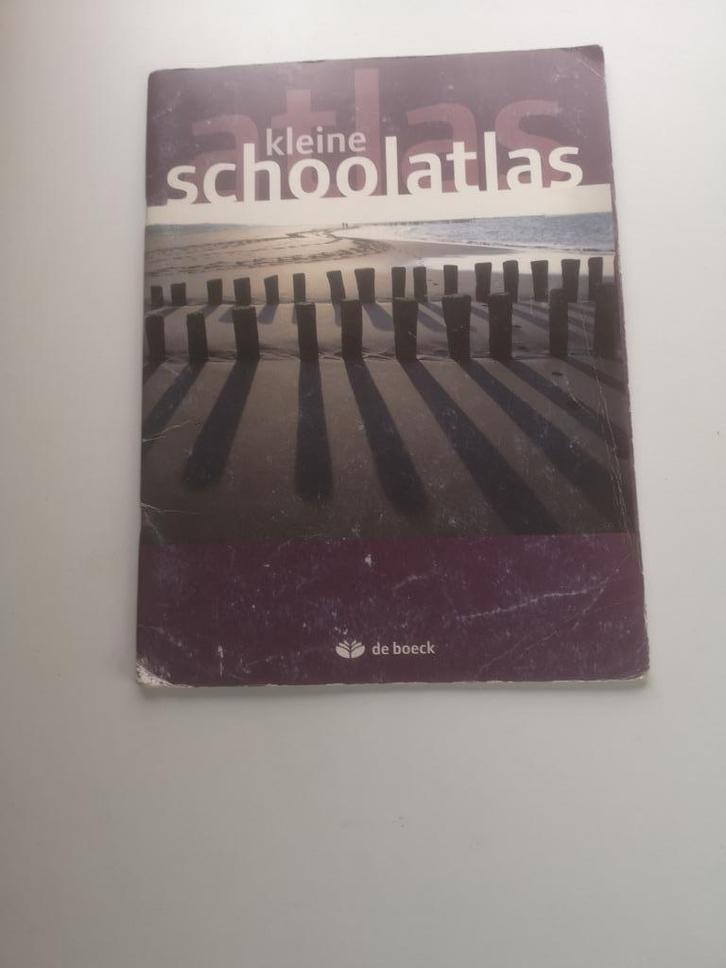 atlas
kleine
schoolatlas
de boeck